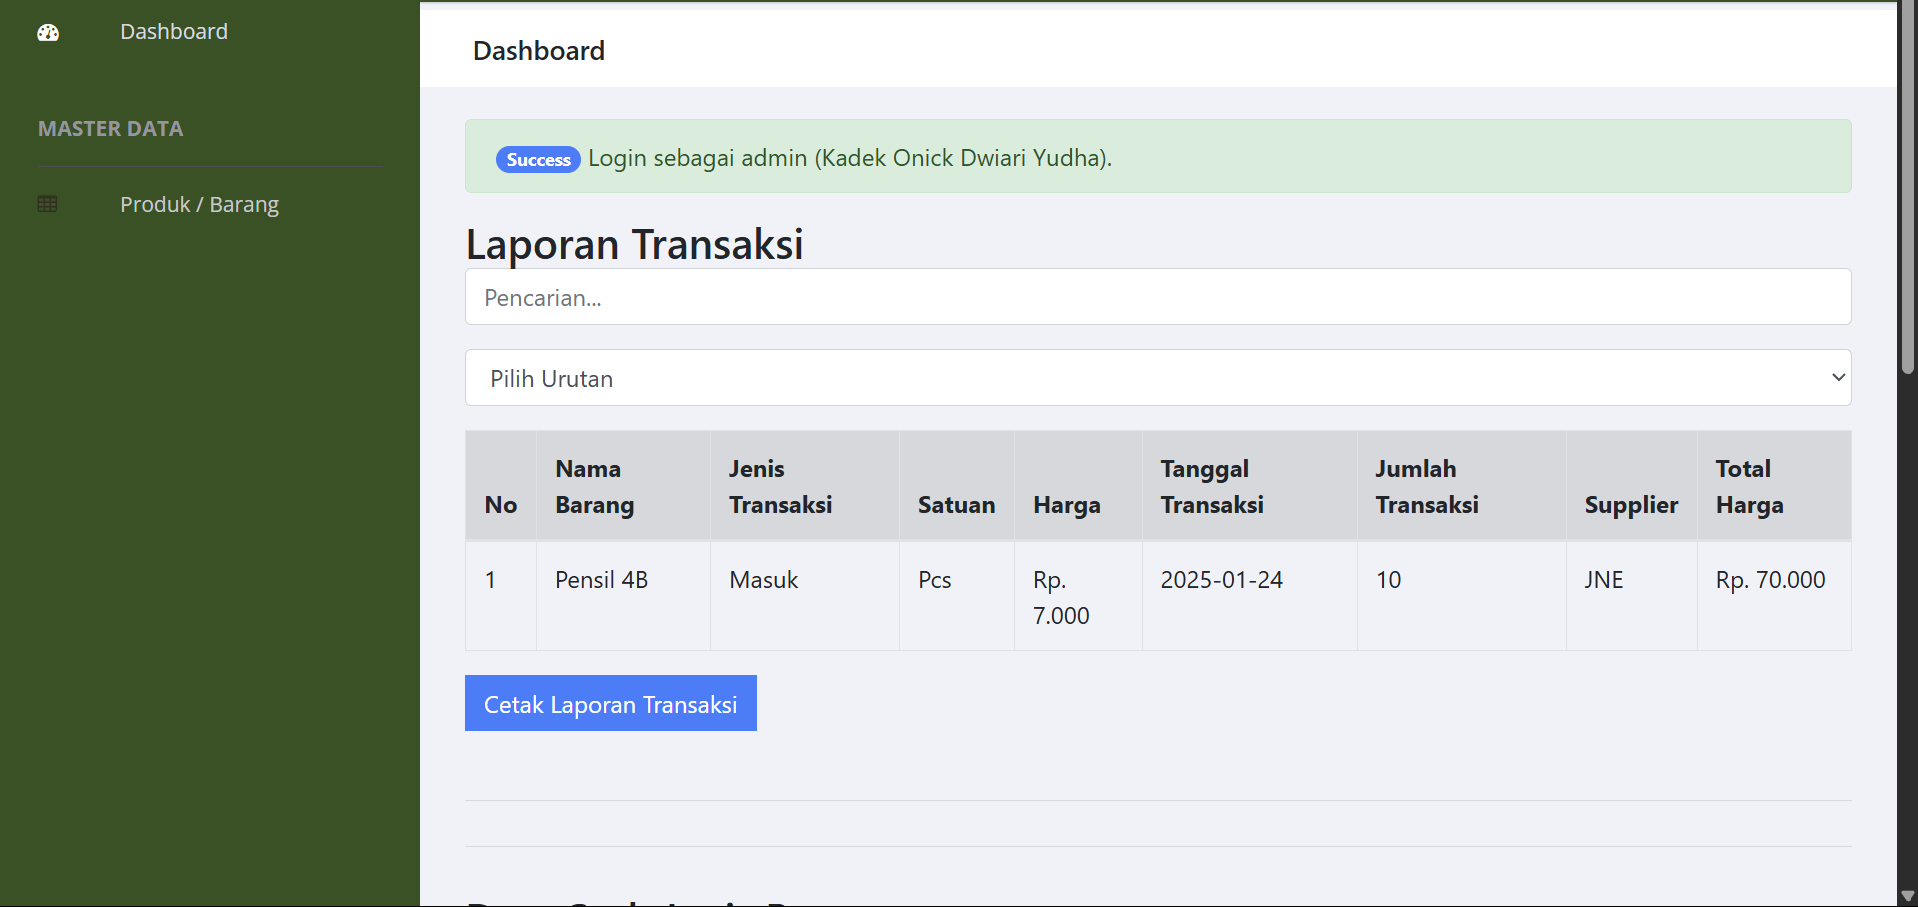 Dashboard
MASTER DATA
Produk / Barang
Dashboard
Success Login sebagai admin (Kadek Onick Dwiari Yudha).
Laporan Transaksi
Pencarian...
Pilih Urutan
No Nama Barang Jenis Transaksi Satuan Harga Tanggal Transaksi Jumlah Transaksi Supplier Total Harga
1 Pensil 4B Masuk Pcs Rp. 7.000 2025-01-24 10 JNE Rp. 70.000
Cetak Laporan Transaksi